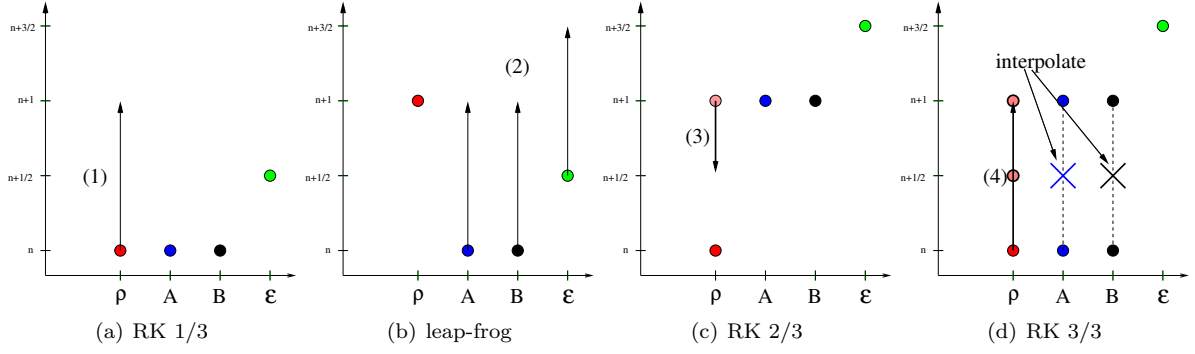 n+3/2
n+1
n+1/2
n
(1)
ρ A B ε
(a) RK 1/3
n+3/2
n+1
n+1/2
n
(2)
ρ A B ε
(b) leap-frog
n+3/2
n+1
n+1/2
n
(3)
ρ A B ε
(c) RK 2/3
n+3/2
n+1
n+1/2
n
interpolate
(4)
ρ A B ε
(d) RK 3/3